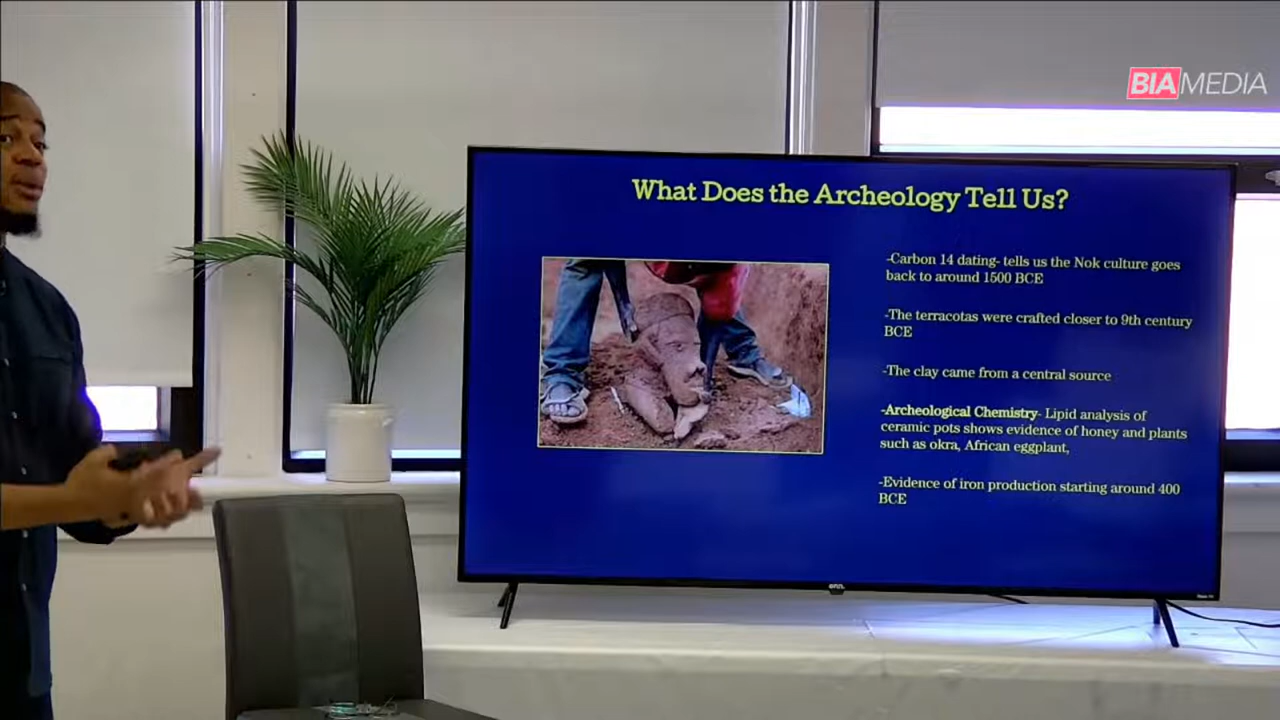 BIAMEDIA
What Does the Archeology Tell Us?
-Carbon 14 dating- tells us the Nok culture goes
back to around 1500 BCE
-The terracotas were crafted closer to 9th century
BCE
-The clay came from a central source
-Archeological Chemistry- Lipid analysis of
ceramic pots shows evidence of honey and plants
such as okra, African eggplant,
-Evidence of iron production starting around 400
BCE
onn.